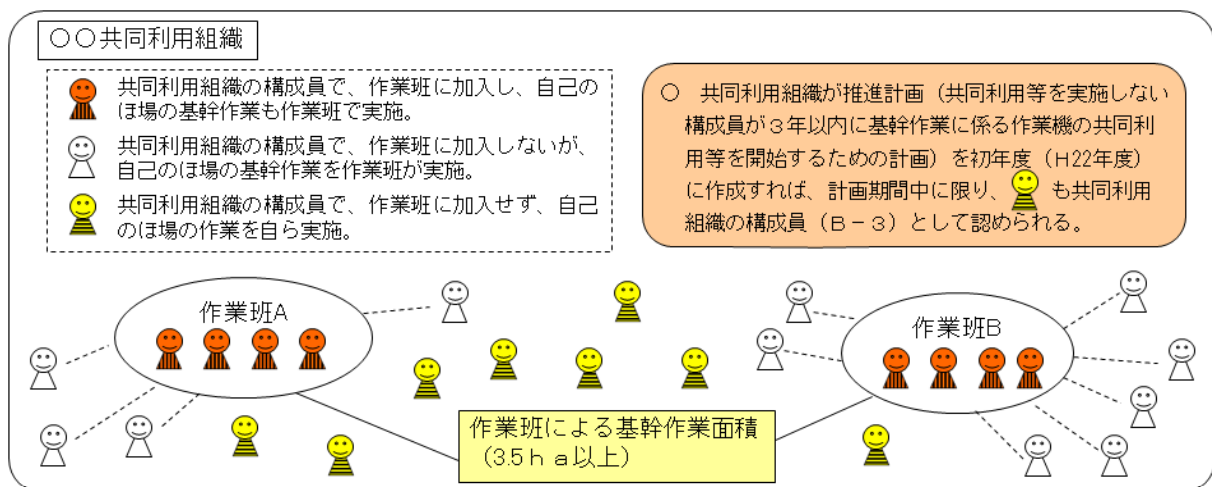 〇〇共同利用組織
共同利用組織の構成員で、作業班に加入し、自己の
ほ場の基幹作業も作業班で実施。
共同利用組織の構成員で、作業班に加入しないが、
自己のほ場の基幹作業を作業班が実施。
共同利用組織の構成員で、作業班に加入せず、自己
のほ場の作業を自ら実施。
〇 共同利用組織が推進計画（共同利用等を実施しない
構成員が３年以内に基幹作業に係る作業機の共同利
用等を開始するための計画）を初年度（Ｈ22年度）
に作成すれば、計画期間中に限り、 も共同利用
組織の構成員（Ｂ－３）として認められる。
作業班A
作業班B
作業班による基幹作業面積
（3.5ｈａ以上）